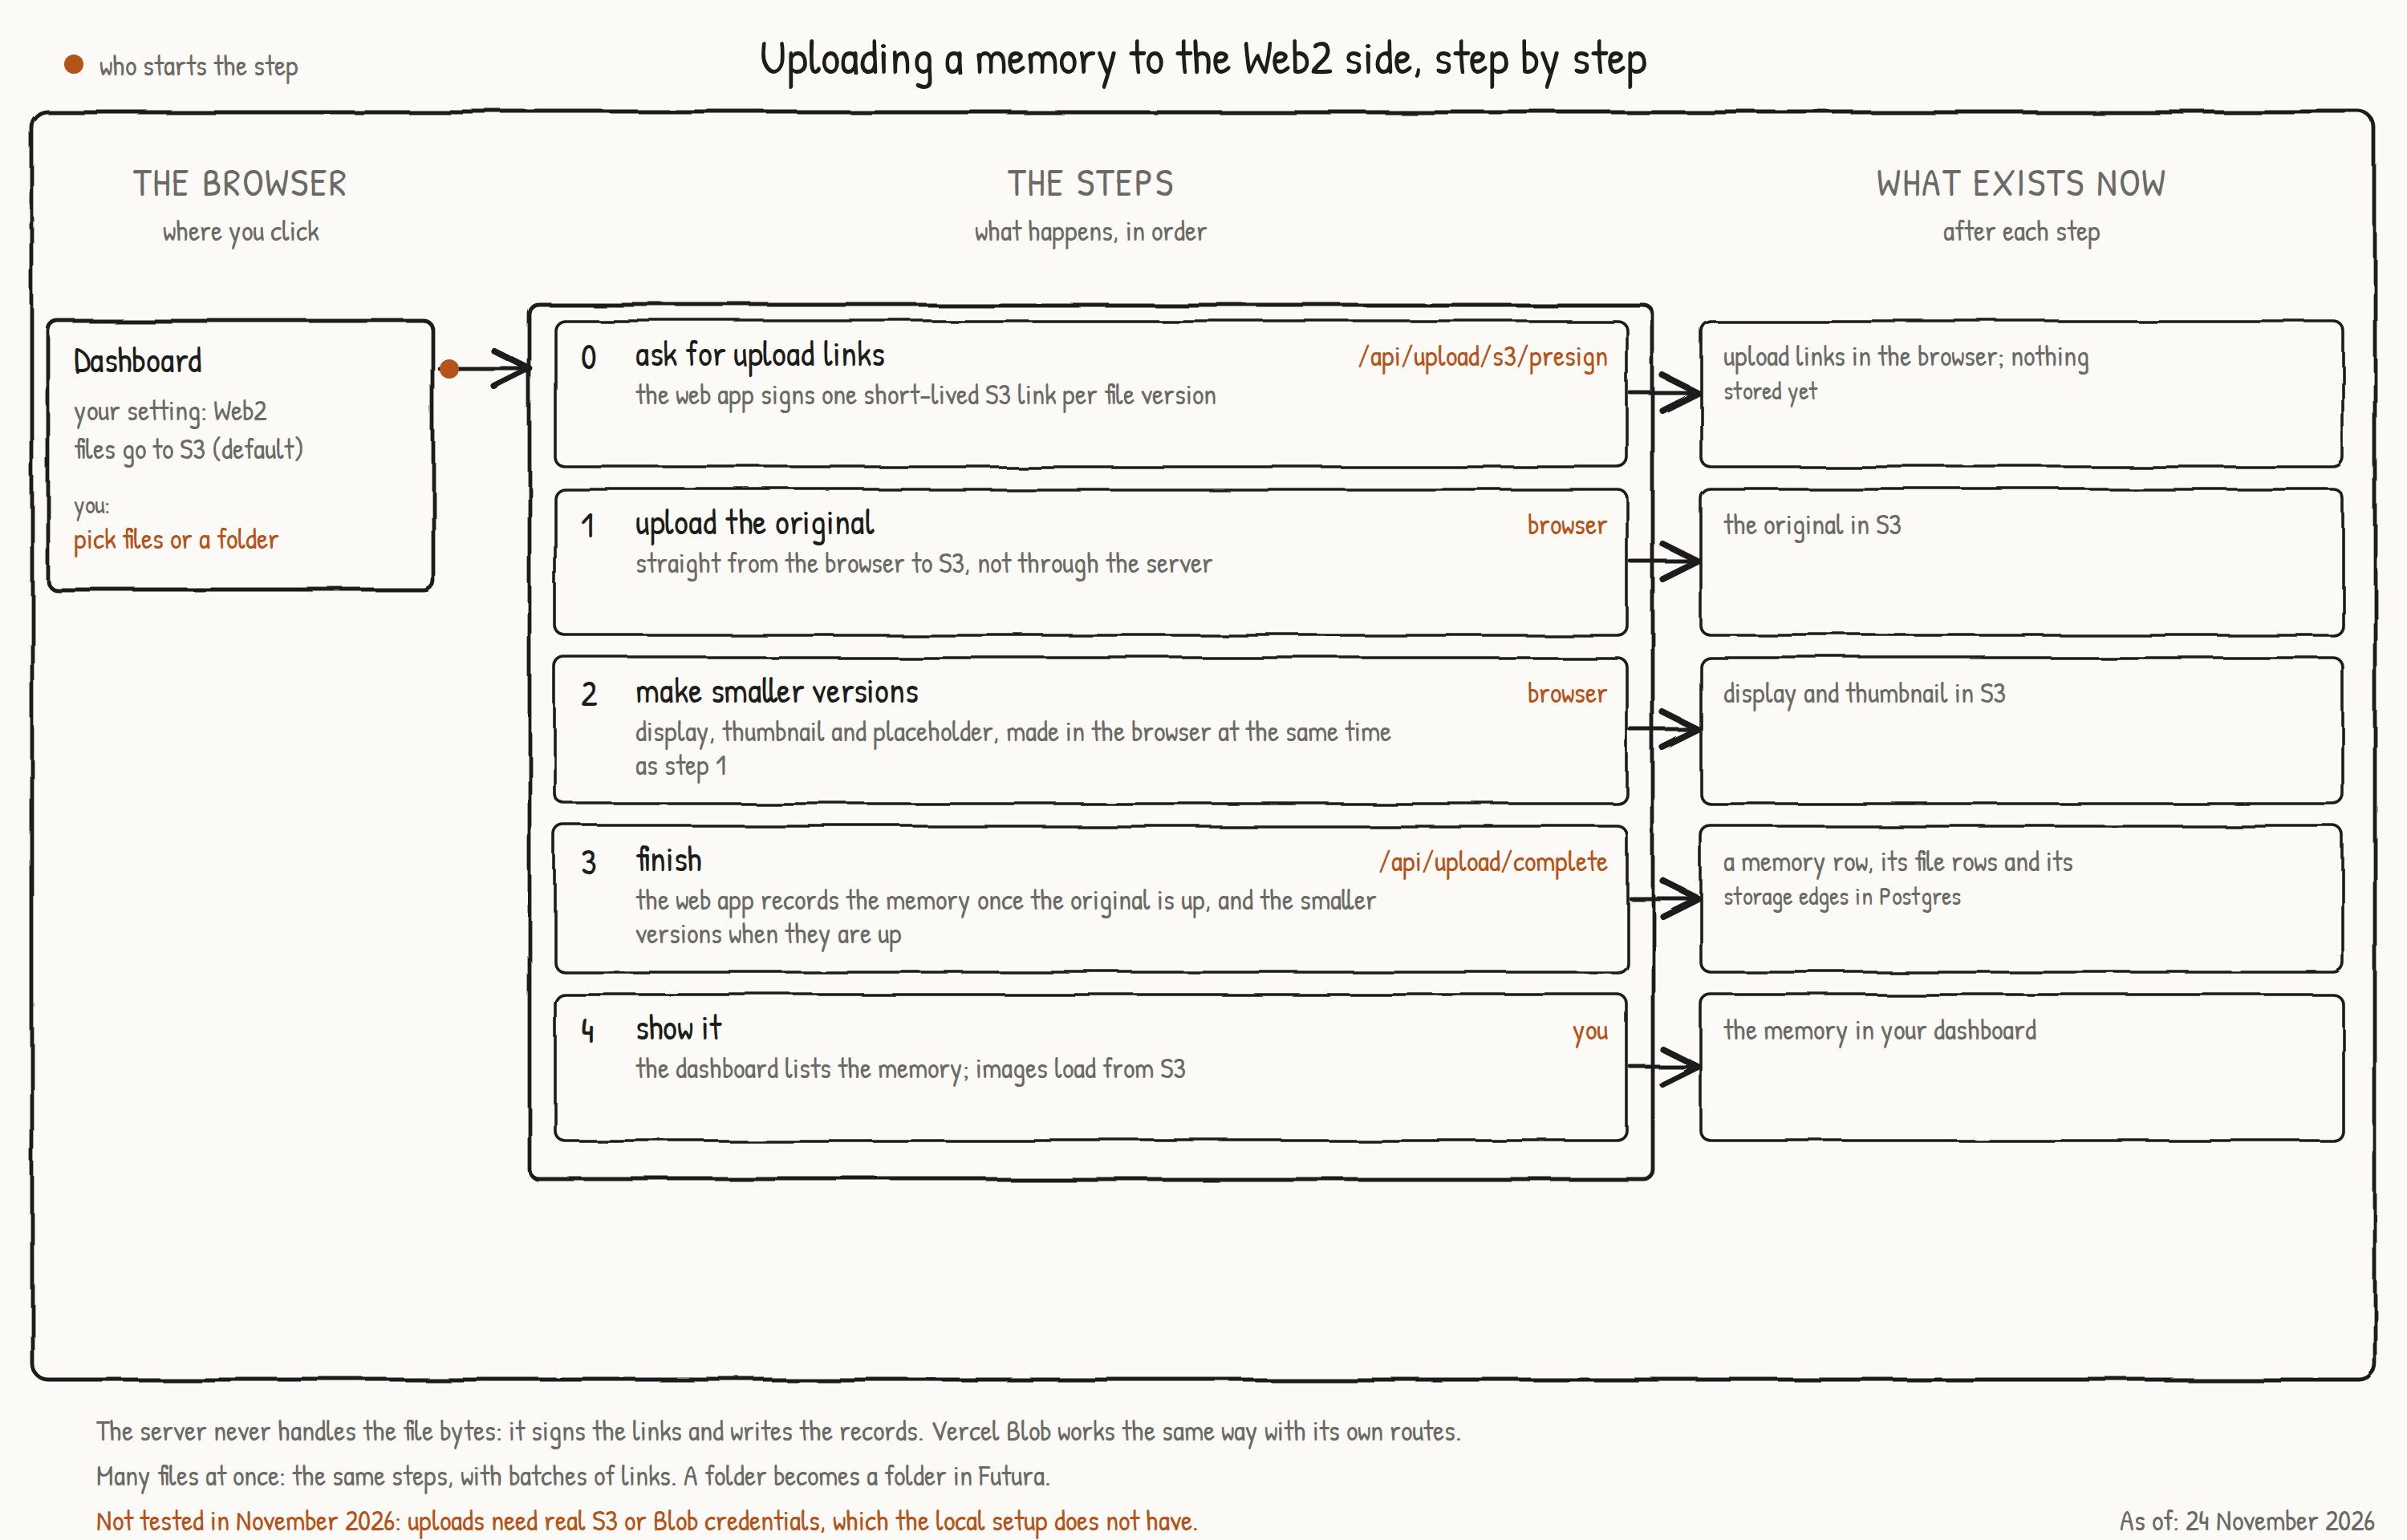 who starts the step
Uploading a memory to the Web2 side, step by step
THE BROWSER
where you click
THE STEPS
what happens, in order
WHAT EXISTS NOW
after each step
Dashboard
your setting: Web2
files go to S3 (default)
you:
pick files or a folder
0 ask for upload links /api/upload/s3/presign
the web app signs one short-lived S3 link per file version
upload links in the browser; nothing
stored yet
1 upload the original browser
straight from the browser to S3, not through the server
the original in S3
2 make smaller versions browser
display, thumbnail and placeholder, made in the browser at the same time
as step 1
display and thumbnail in S3
3 finish /api/upload/complete
the web app records the memory once the original is up, and the smaller
versions when they are up
a memory row, its file rows and its
storage edges in Postgres
4 show it you
the dashboard lists the memory; images load from S3
the memory in your dashboard
The server never handles the file bytes: it signs the links and writes the records. Vercel Blob works the same way with its own routes.
Many files at once: the same steps, with batches of links. A folder becomes a folder in Futura.
Not tested in November 2026: uploads need real S3 or Blob credentials, which the local setup does not have.
As of: 24 November 2026